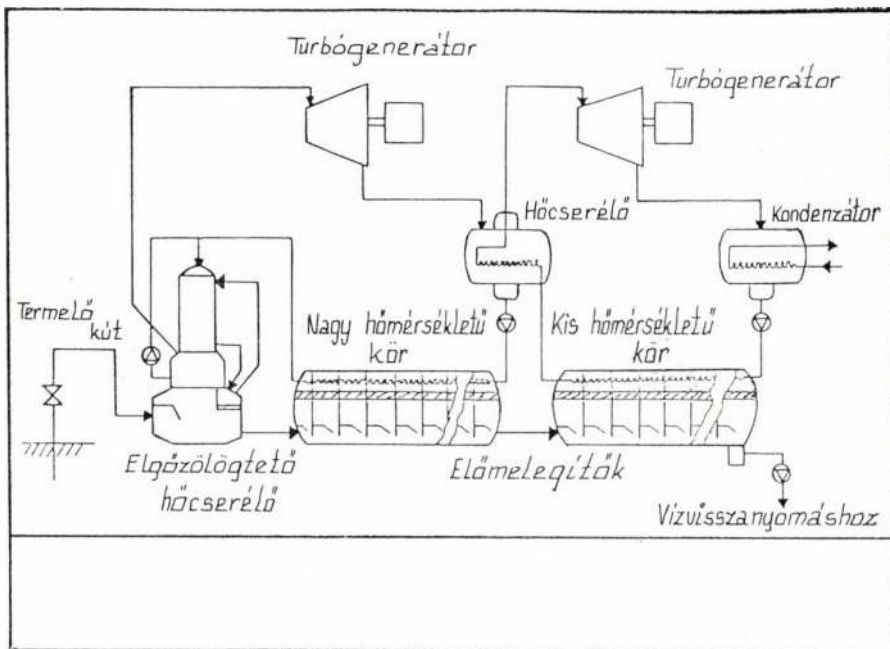 Turbógenerátor
Turbógenerátor
Hőcserélő
Kondenzátor
Termelő
kút
Nagy hőmérsékletű
kör
Kis hőmérsékletű
kör
Elgőzölögtető
hőcserélő
Előmelegítők
Vízvisszanyomáshoz